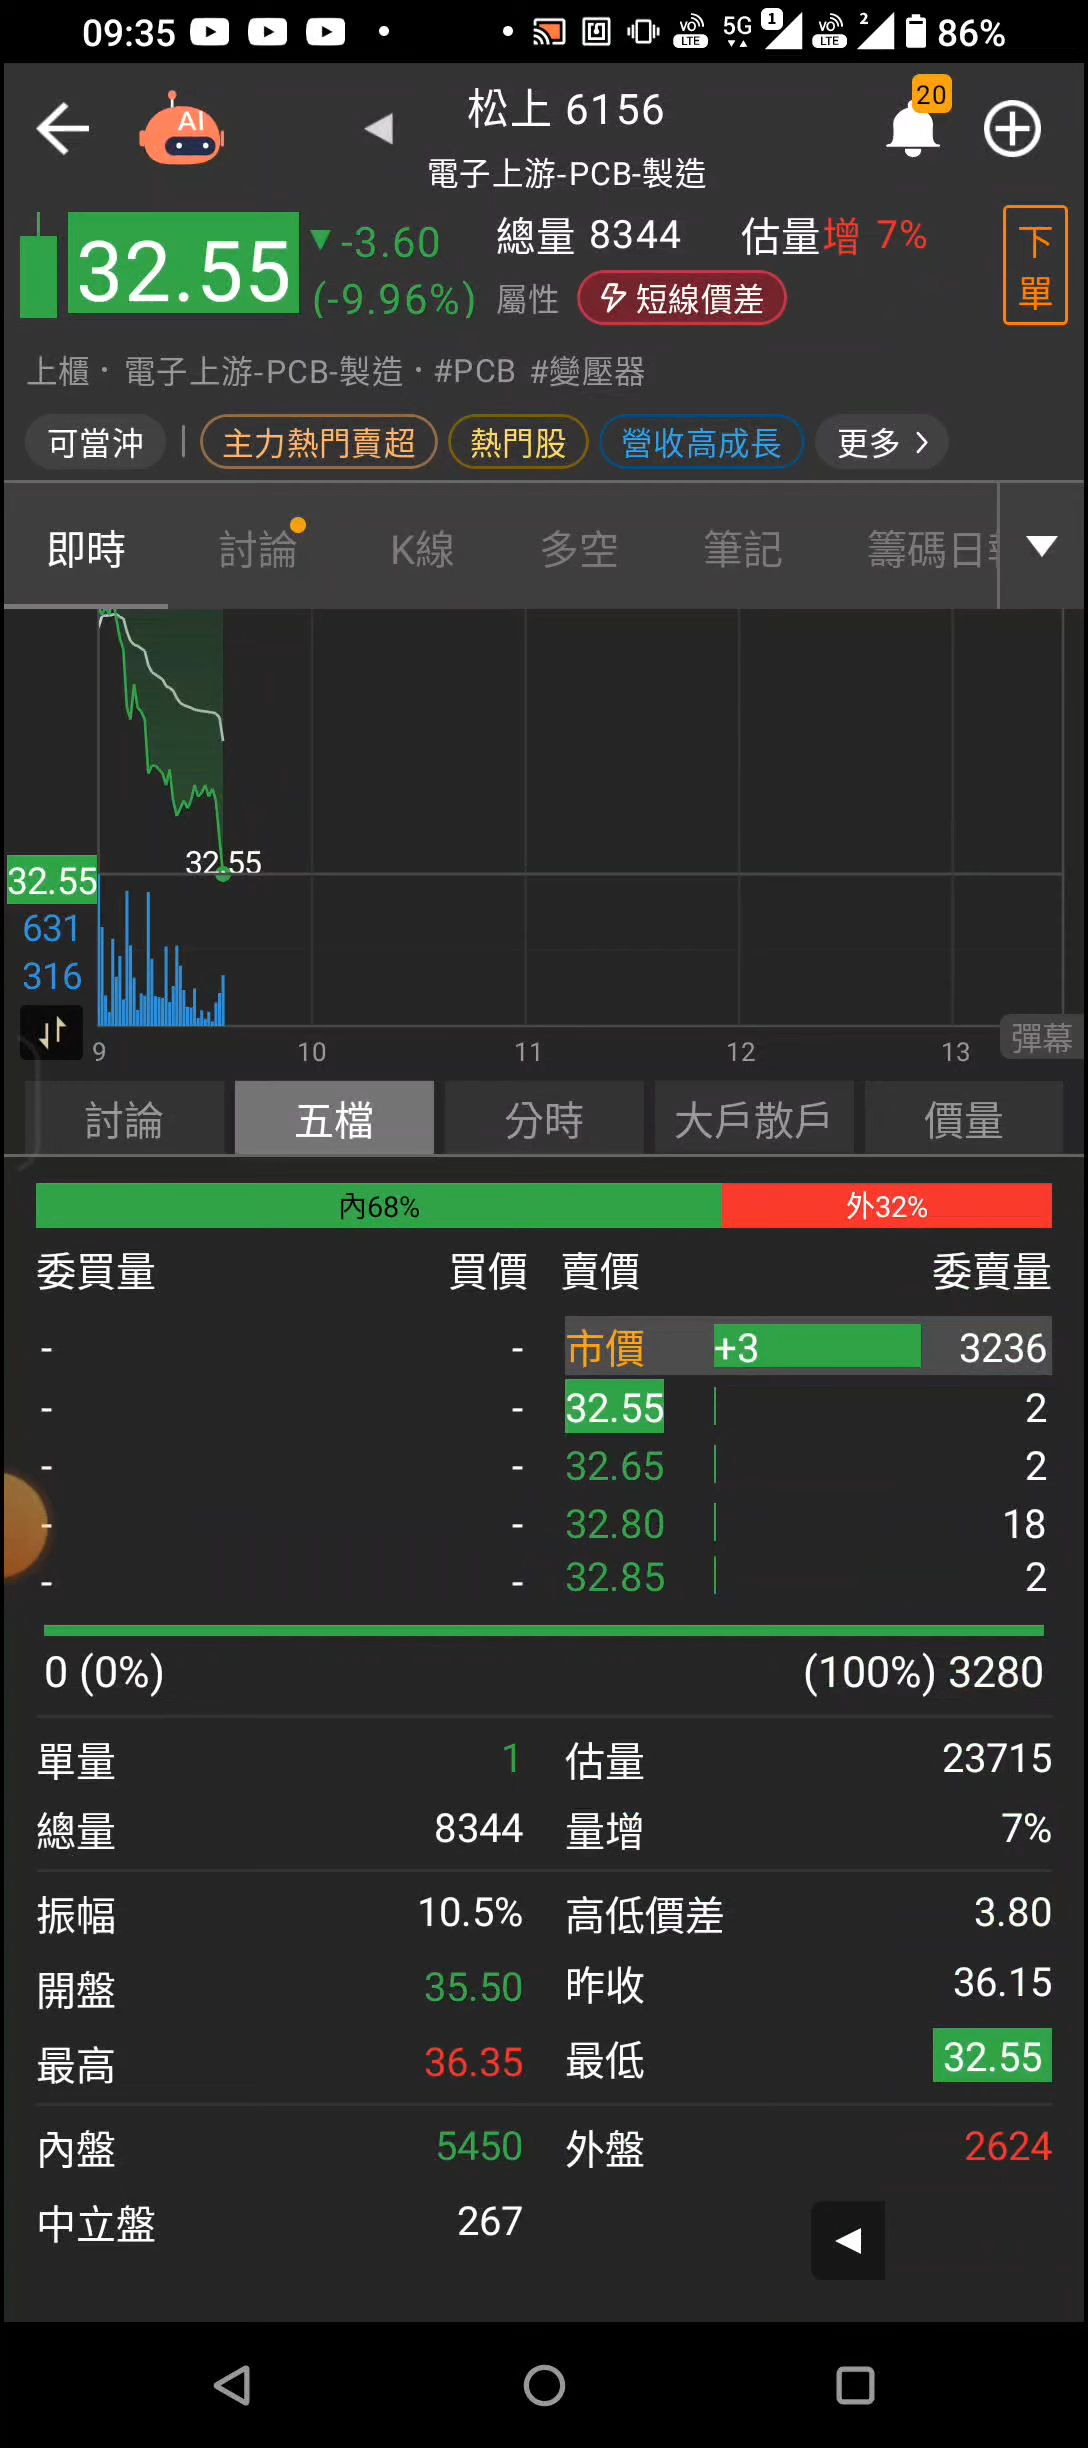 09:35 5G 1 2 86%
VO LTE VO LTE
AI
松上 6156
20
電子上游-PCB-製造
32.55
-3.60
(-9.96%)
總量 8344 估量增 7%
屬性 短線價差
下單
上櫃・電子上游-PCB-製造・#PCB #變壓器
可當沖 | 主力熱門賣超 熱門股 營收高成長 更多
即時 討論 K線 多空 筆記 籌碼日
32.55
32.55
631
316
9 10 11 12 13
彈幕
討論 五檔 分時 大戶散戶 價量
內68% 外32%
委買量 買價 賣價 委賣量
- - 市價 +3 3236
- - 32.55 2
- - 32.65 2
- - 32.80 18
- - 32.85 2
0 (0%) (100%) 3280
單量 1 估量 23715
總量 8344 量增 7%
振幅 10.5% 高低價差 3.80
開盤 35.50 昨收 36.15
最高 36.35 最低 32.55
內盤 5450 外盤 2624
中立盤 267